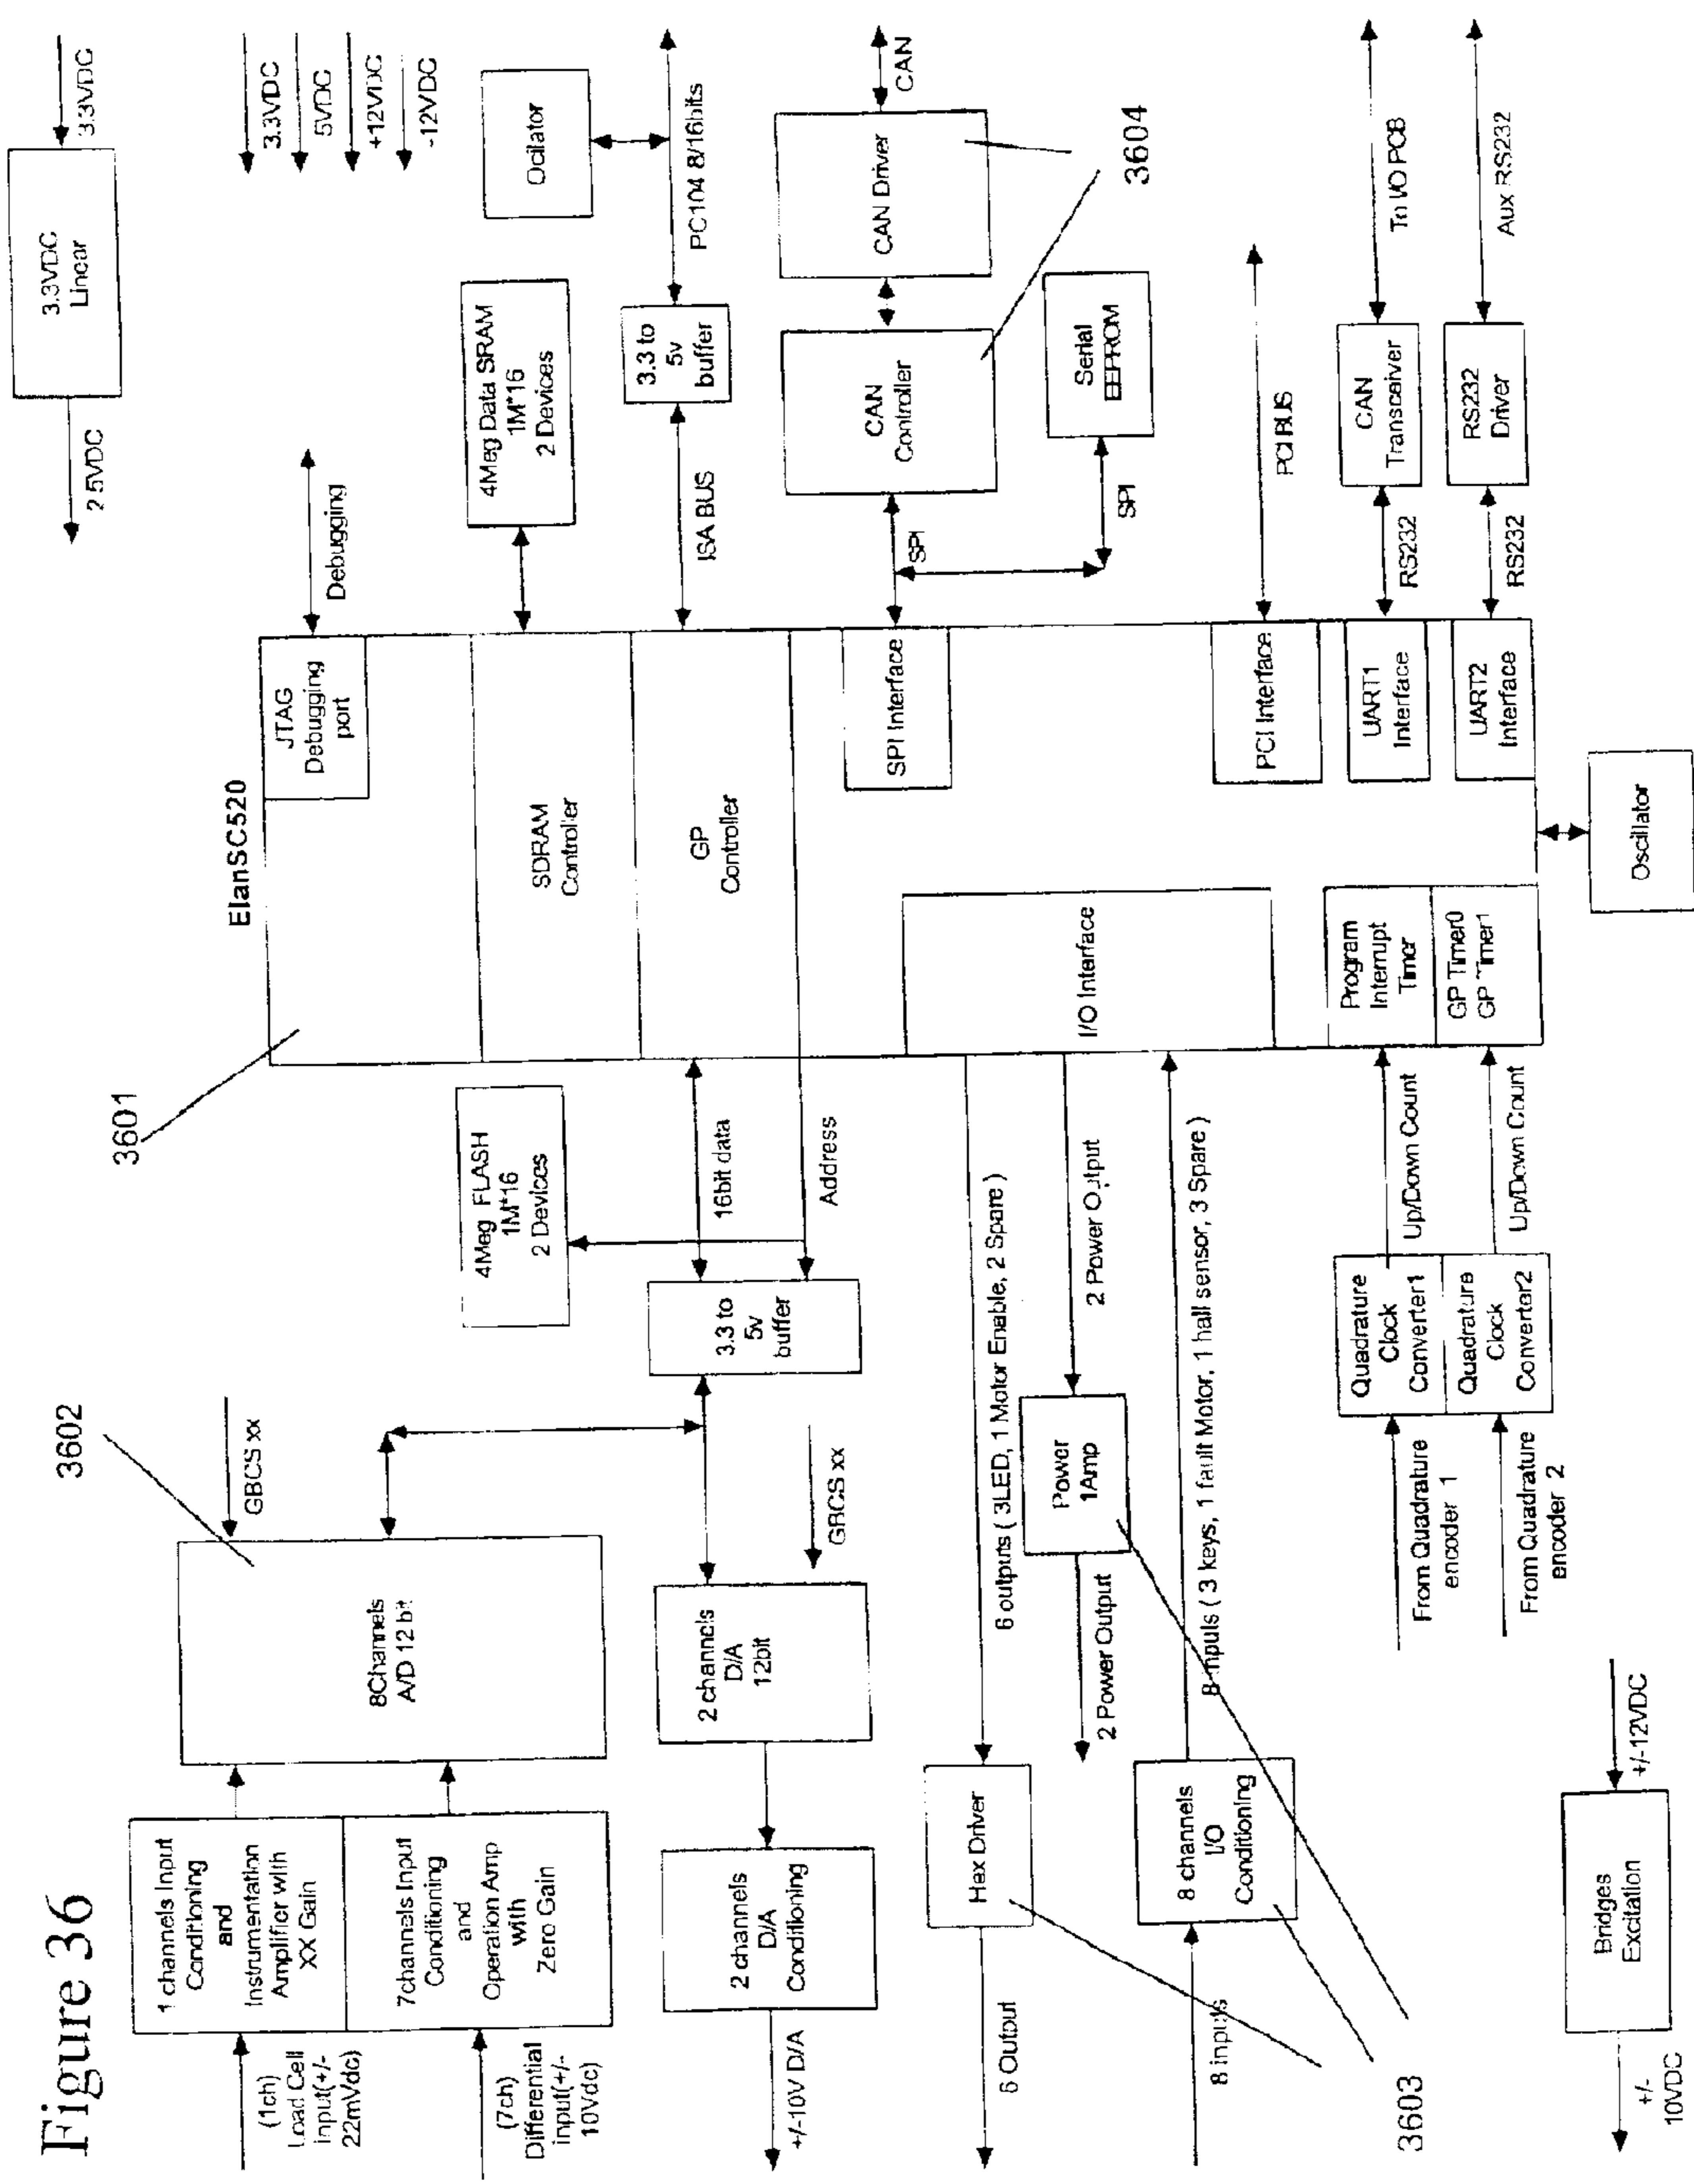 Figure 36
3602
3601
ElanSC520
3.3VDC
Linear
3.3VDC
2.5VDC
3.3VDC
5VDC
+12VDC
-12VDC
(1ch)
Load Cell
input(+/-
22mVdc)
1 channels Input
Conditioning
and
Instrumentation
Amplifier with
XX Gain
(7ch)
Differential
input(+/-
10Vdc)
7channels Input
Conditioning
and
Operation Amp
with
Zero Gain
8Channels
A/D 12 bit
GBCS xx
4Meg FLASH
1M*16
2 Devices
16bit data
Address
3.3 to
5v
buffer
JTAG
Debugging
port
Debugging
SDRAM
Controller
4Meg Data SRAM
1M*16
2 Devices
GP
Controller
ISA BUS
3.3 to
5v
buffer
PC104 8/16bits
Ocilator
+/-10V D/A
2 channels
D/A
Conditioning
2 channels
D/A
12bit
GBCS xx
SPI Interface
SPI
CAN
Controller
CAN Driver
CAN
3604
SPI
Serial
EEPROM
6 Output
Hex Driver
6 outputs ( 3LED, 1 Motor Enable, 2 Spare )
I/O Interface
2 Power Output
Power
1Amp
2 Power Output
8 inputs
8 channels
I/O
Conditioning
8 inputs ( 3 keys, 1 fault Motor, 1 hall sensor, 3 Spare )
3603
PCI Interface
PCI BUS
From Quadrature
encoder 1
Quadrature
Clock
Converter1
Up/Down Count
Program
Interrupt
Timer
UART1
Interface
RS232
CAN
Transceiver
To I/O PCB
From Quadrature
encoder 2
Quadrature
Clock
Converter2
Up/Down Count
GP Timer0
GP Timer1
UART2
Interface
RS232
RS232
Driver
Aux RS232
+/-
10VDC
Bridges
Excitation
+/-12VDC
Oscillator